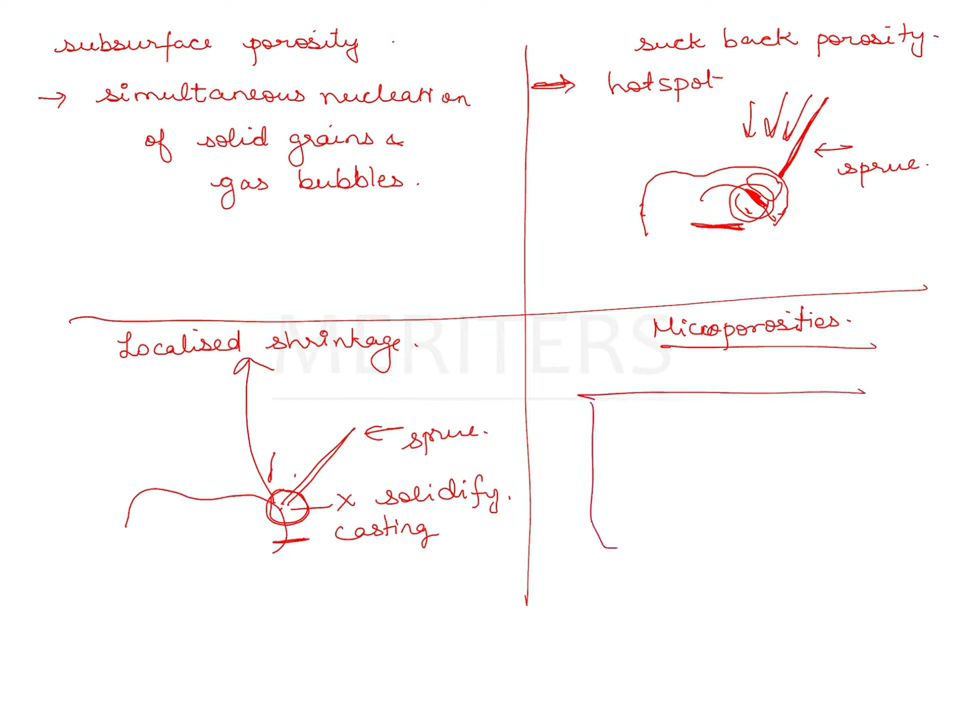 subsurface porosity
→ simultaneous nucleation
of solid grains &
gas bubbles.
suck back porosity.
→ hotspot
← sprue.
Localised shrinkage.
← sprue.
x solidify.
casting
Microporosities.
MERITERS